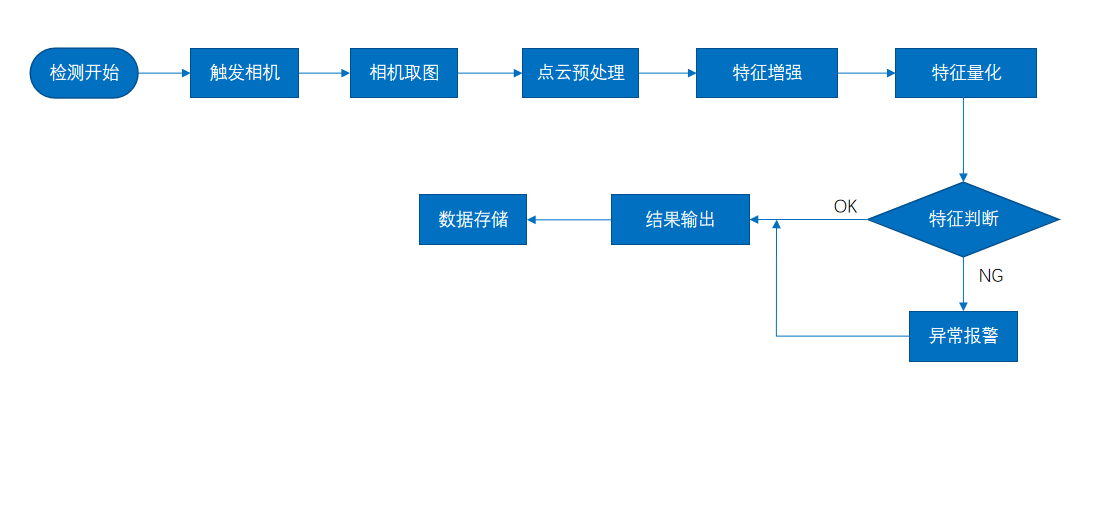 检测开始
触发相机
相机取图
点云预处理
特征增强
特征量化
数据存储
结果输出
OK
特征判断
NG
异常报警